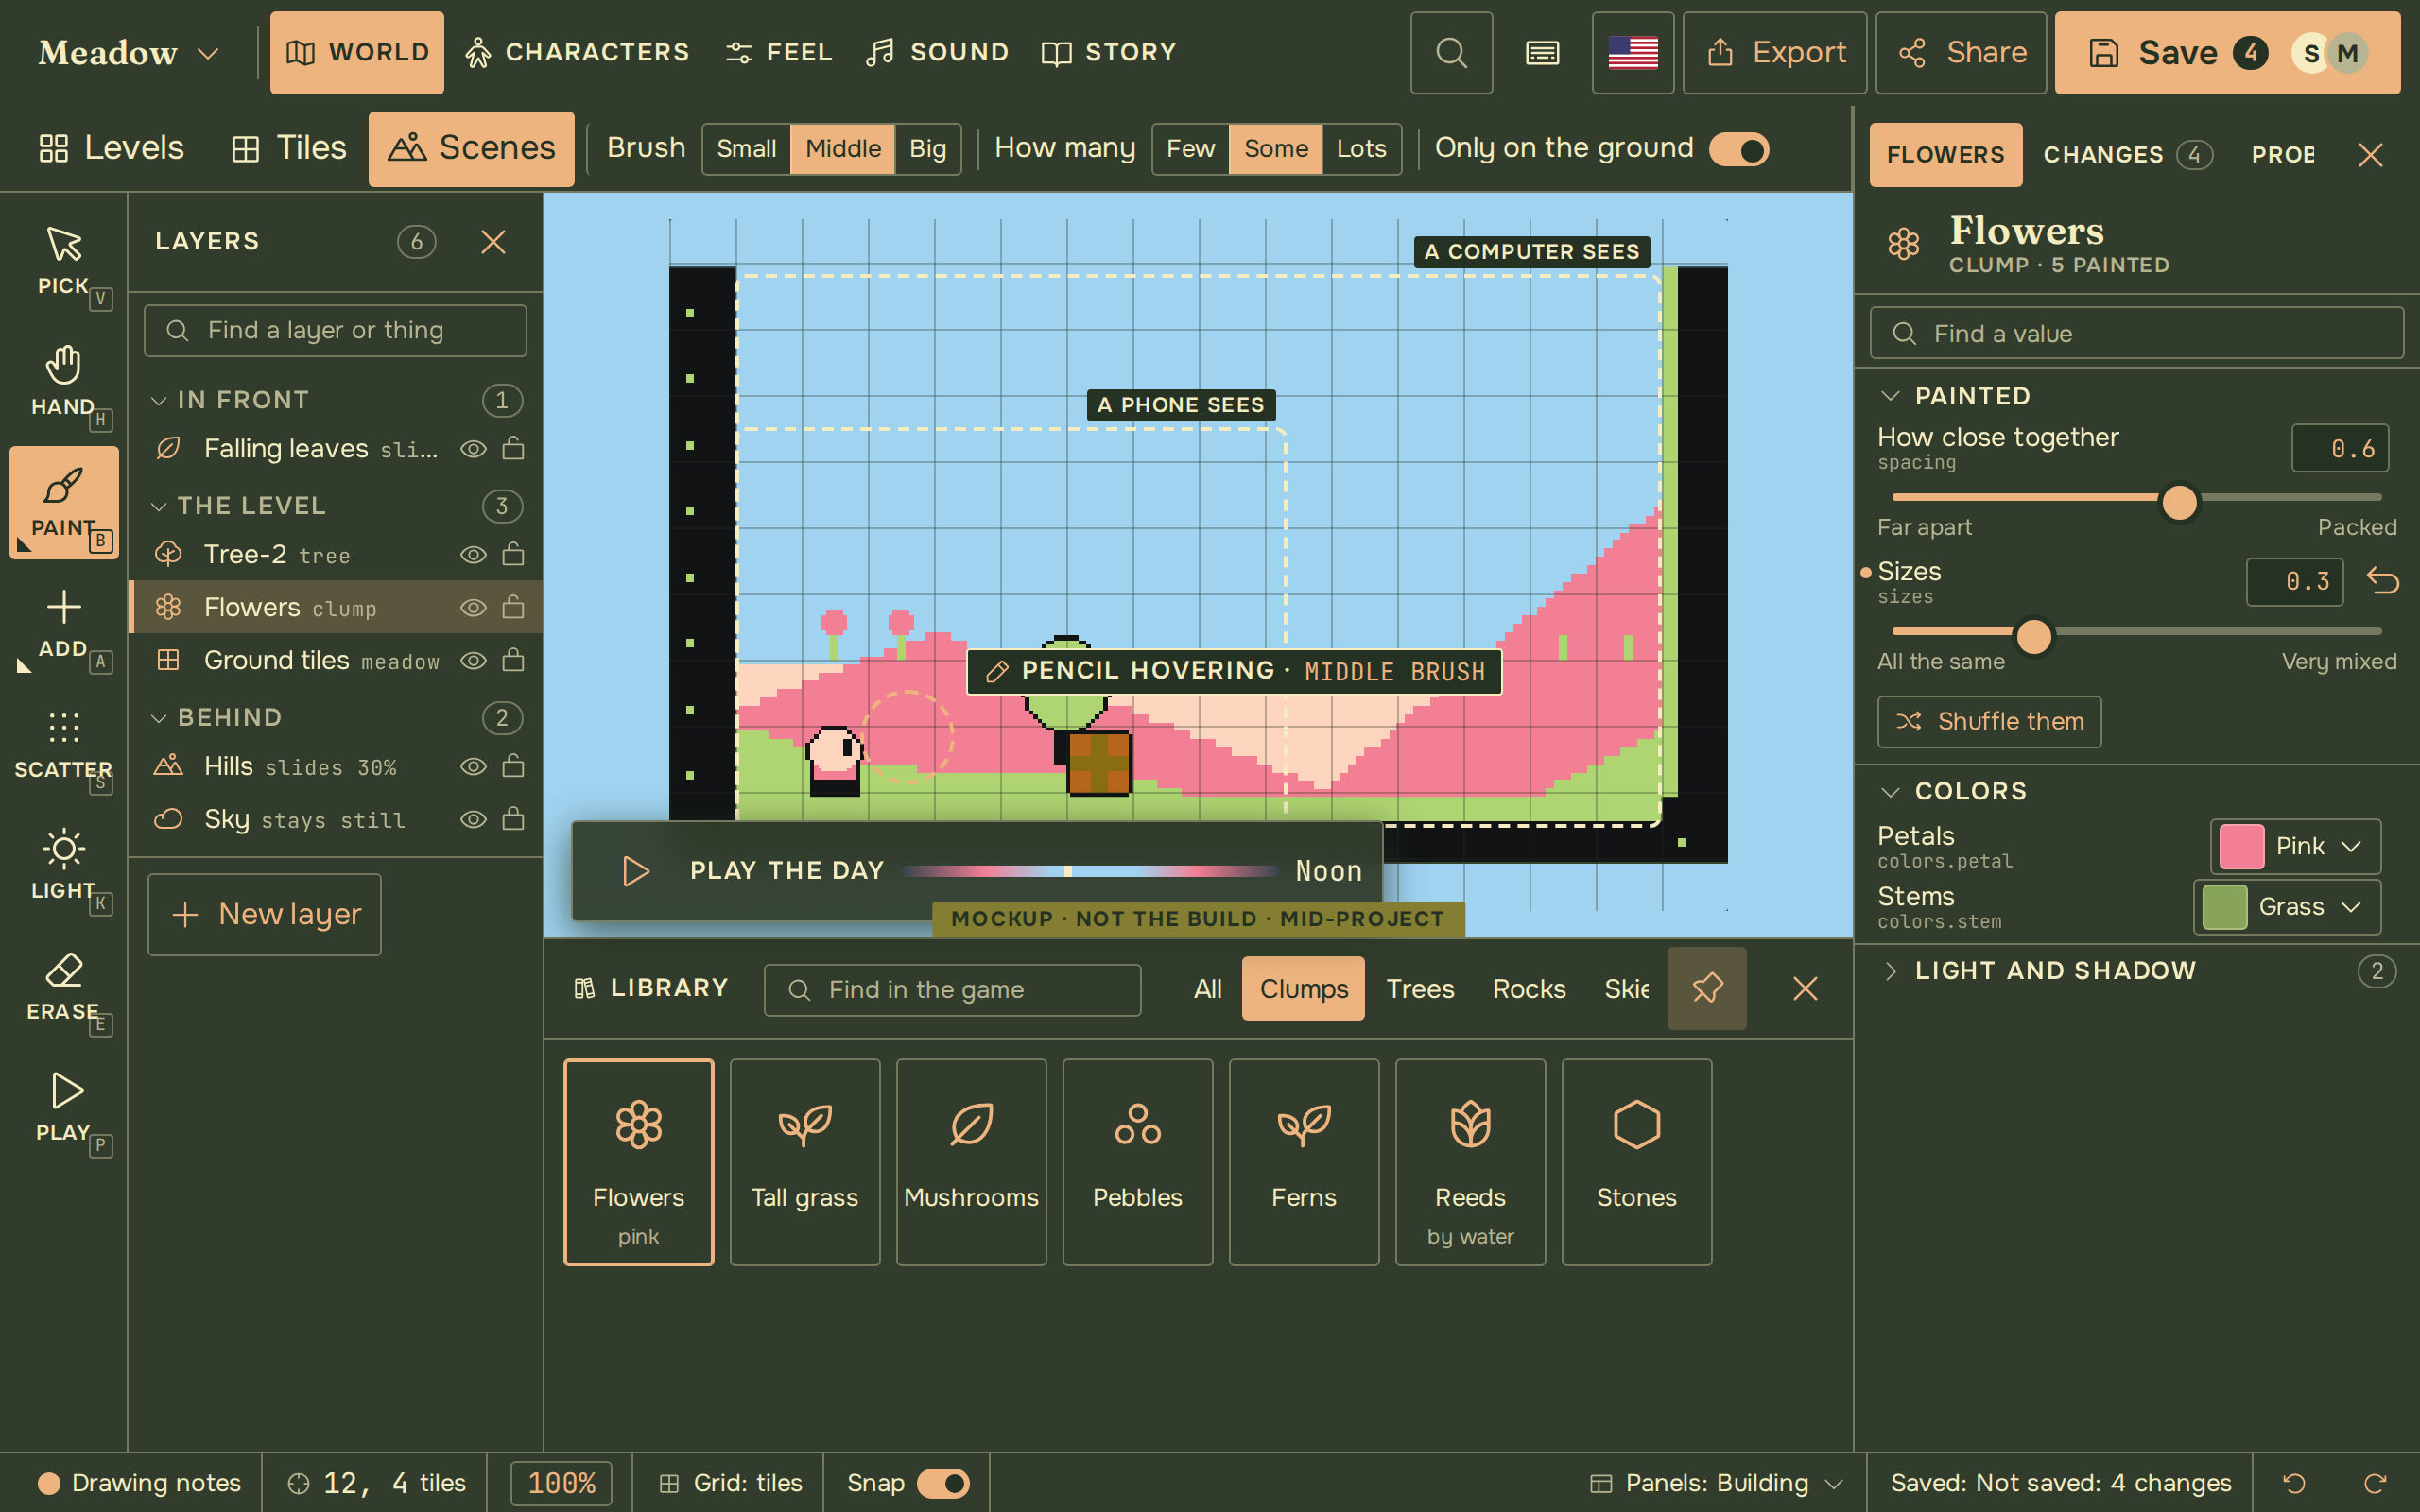 Meadow
WORLD
CHARACTERS
FEEL
SOUND
STORY
Export
Share
Save 4 S M
Levels
Tiles
Scenes
Brush Small Middle Big
How many Few Some Lots
Only on the ground
FLOWERS
CHANGES 4
PROB
PICK V
HAND H
PAINT B
ADD A
SCATTER S
LIGHT K
ERASE E
PLAY P
LAYERS 6
Find a layer or thing
IN FRONT 1
Falling leaves sli...
THE LEVEL 3
Tree-2 tree
Flowers clump
Ground tiles meadow
BEHIND 2
Hills slides 30%
Sky stays still
New layer
A COMPUTER SEES
A PHONE SEES
PENCIL HOVERING · MIDDLE BRUSH
PLAY THE DAY Noon
MOCKUP · NOT THE BUILD · MID-PROJECT
LIBRARY
Find in the game
All Clumps Trees Rocks Skie
Flowers
pink
Tall grass
Mushrooms
Pebbles
Ferns
Reeds
by water
Stones
Flowers
CLUMP · 5 PAINTED
Find a value
PAINTED
How close together 0.6
spacing
Far apart Packed
Sizes 0.3
sizes
All the same Very mixed
Shuffle them
COLORS
Petals Pink
colors.petal
Stems Grass
colors.stem
LIGHT AND SHADOW 2
Drawing notes
12, 4 tiles
100%
Grid: tiles
Snap
Panels: Building
Saved: Not saved: 4 changes